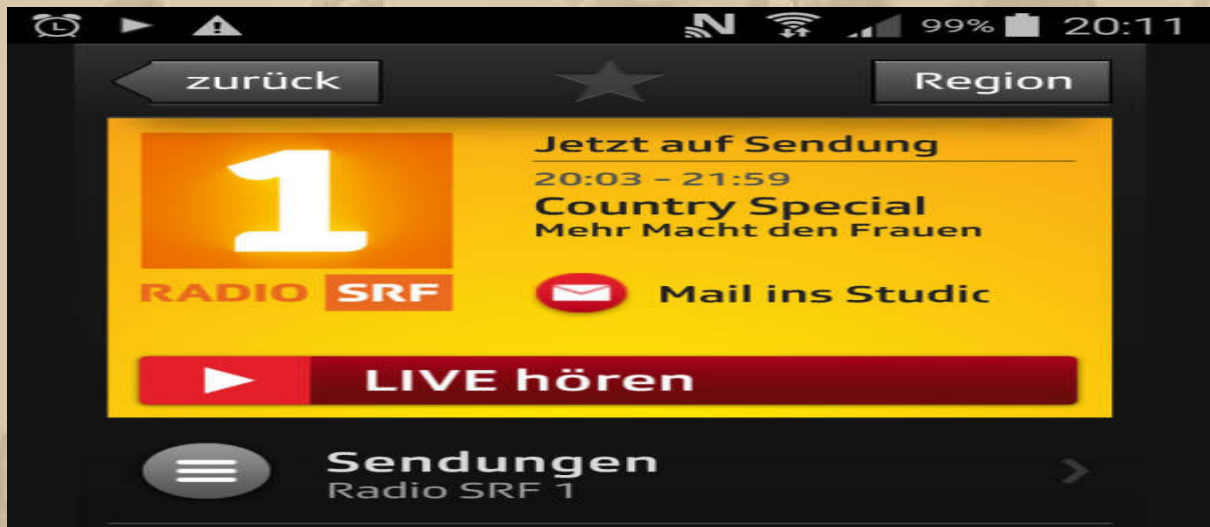 99% 20:11
zurück Region
1
RADIO SRF
Jetzt auf Sendung
20:03 - 21:59
Country Special
Mehr Macht den Frauen
Mail ins Studic
LIVE hören
Sendungen
Radio SRF 1